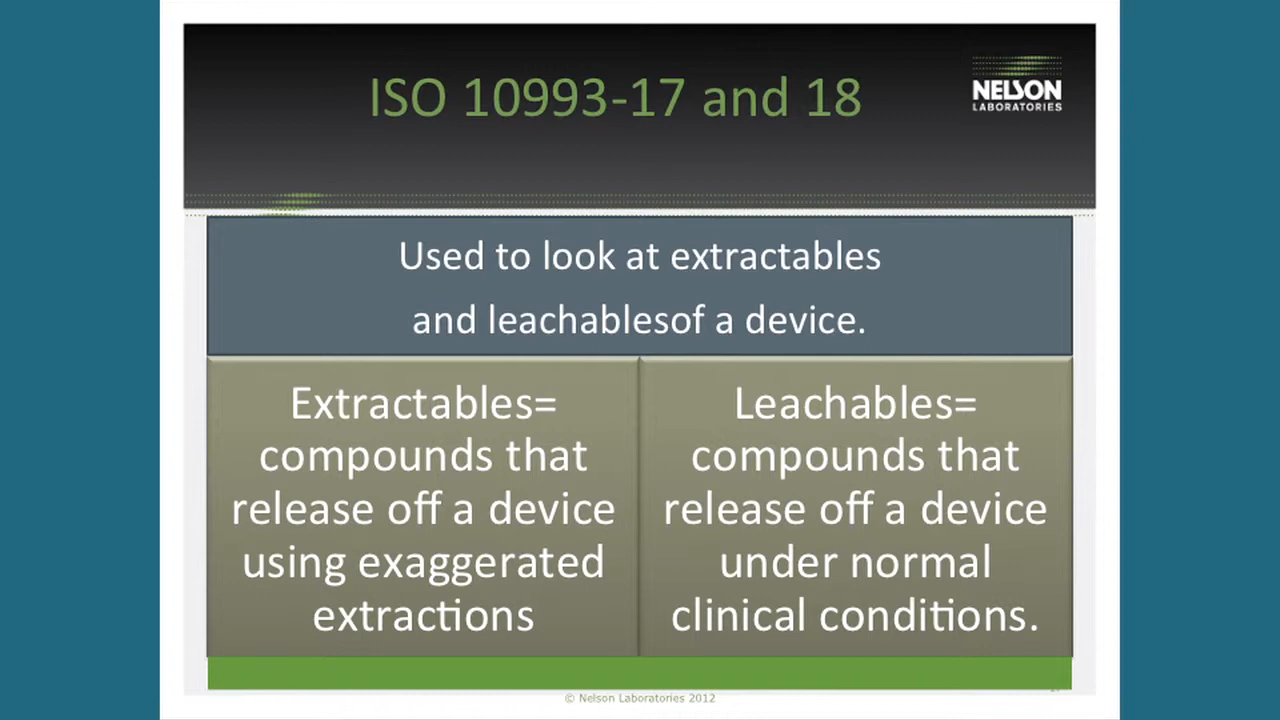 ISO 10993-17 and 18
NELSON
LABORATORIES
Used to look at extractables
and leachablesof a device.
Extractables=
compounds that
release off a device
using exaggerated
extractions
Leachables=
compounds that
release off a device
under normal
clinical conditions.
© Nelson Laboratories 2012